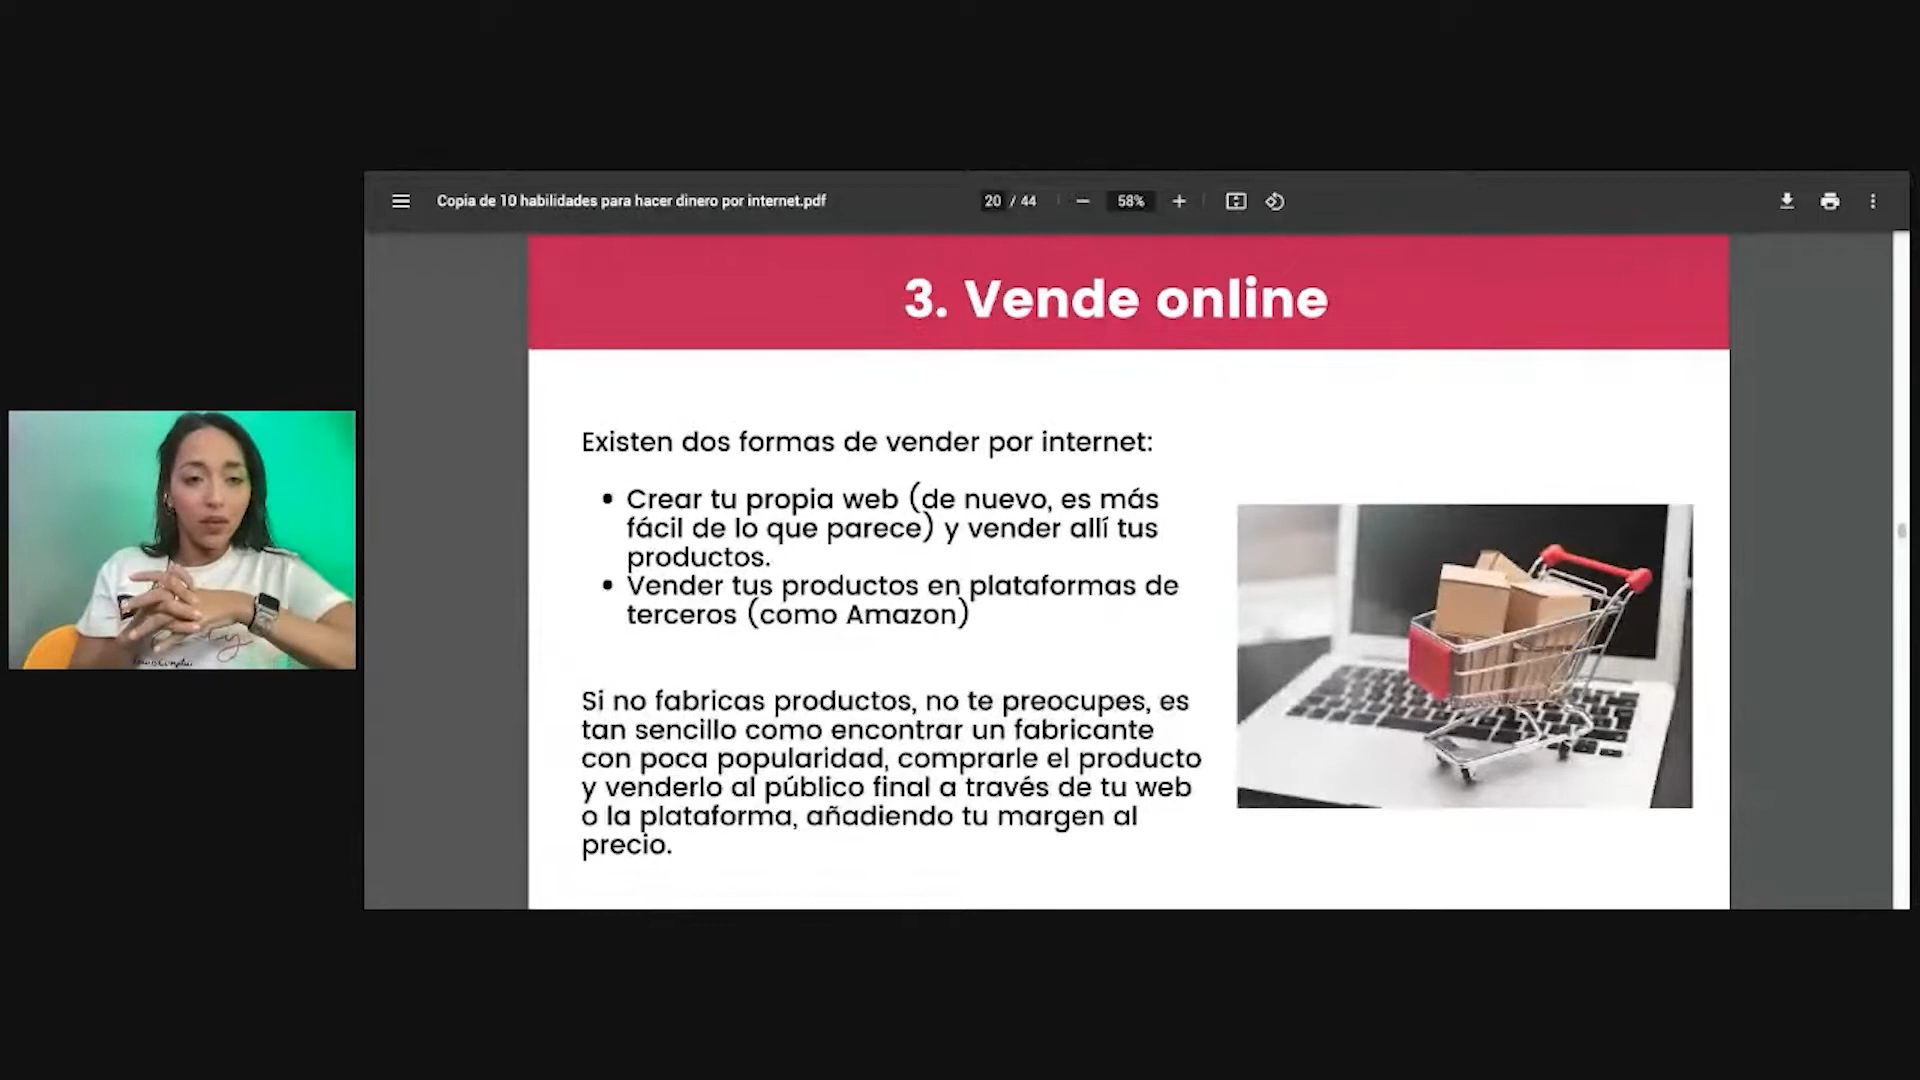 Copia de 10 habilidades para hacer dinero por internet.pdf
20 / 44
58%
3. Vende online
Existen dos formas de vender por internet:
• Crear tu propia web (de nuevo, es más
fácil de lo que parece) y vender allí tus
productos.
• Vender tus productos en plataformas de
terceros (como Amazon)
Si no fabricas productos, no te preocupes, es
tan sencillo como encontrar un fabricante
con poca popularidad, comprarle el producto
y venderlo al público final a través de tu web
o la plataforma, añadiendo tu margen al
precio.